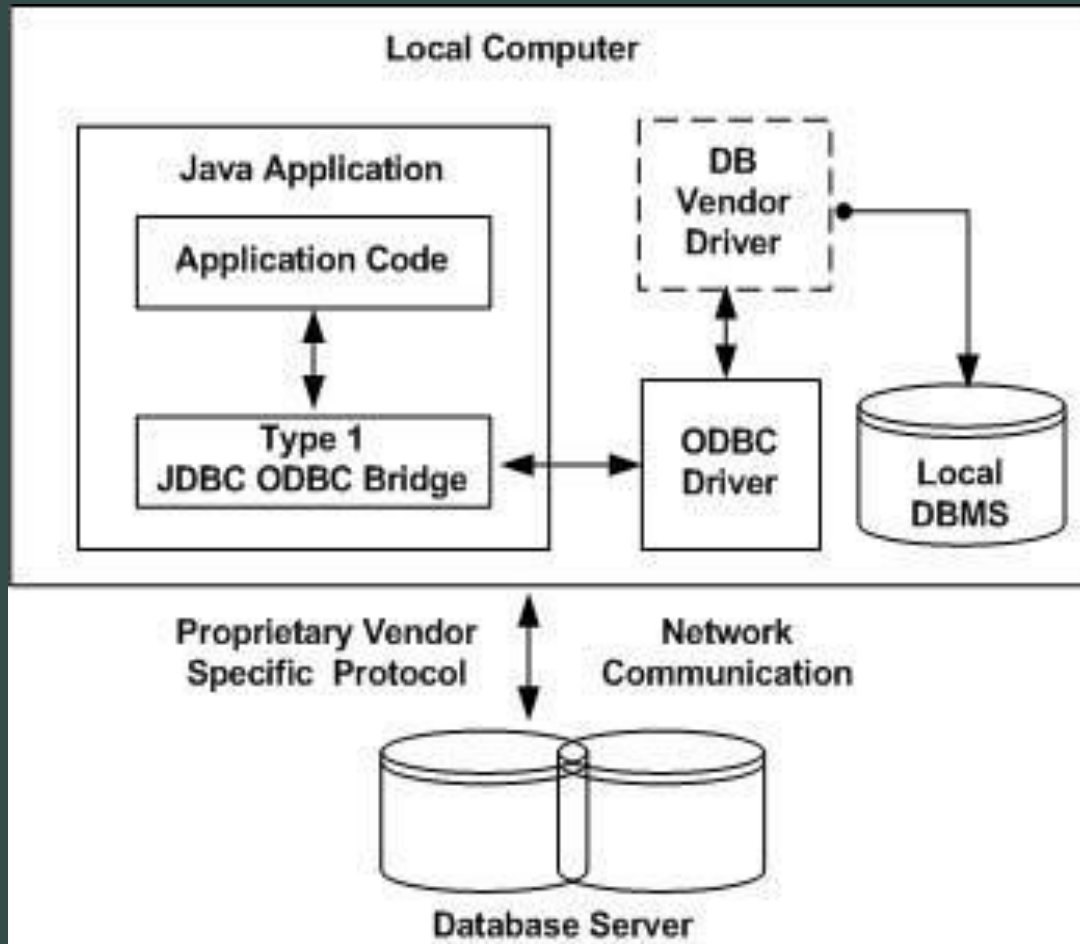 Local Computer
Java Application
Application Code
Type 1
JDBC ODBC Bridge
DB
Vendor
Driver
ODBC
Driver
Local
DBMS
Proprietary Vendor
Specific Protocol
Network
Communication
Database Server